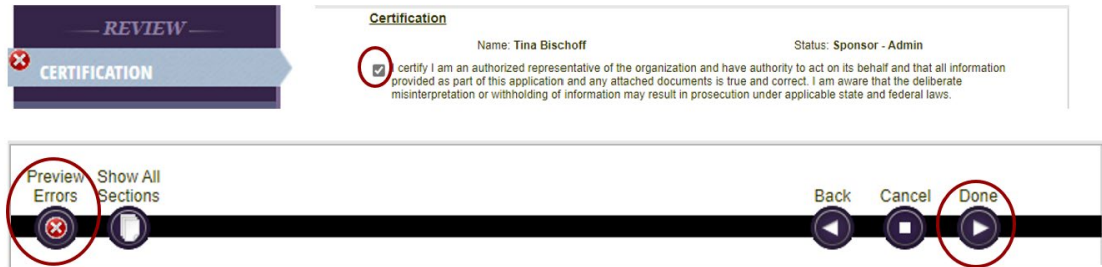 REVIEW
CERTIFICATION
Certification
Name: Tina Bischoff Status: Sponsor - Admin
I certify I am an authorized representative of the organization and have authority to act on its behalf and that all information
provided as part of this application and any attached documents is true and correct. I am aware that the deliberate
misinterpretation or withholding of information may result in prosecution under applicable state and federal laws.
Preview Show All
Errors Sections Back Cancel Done